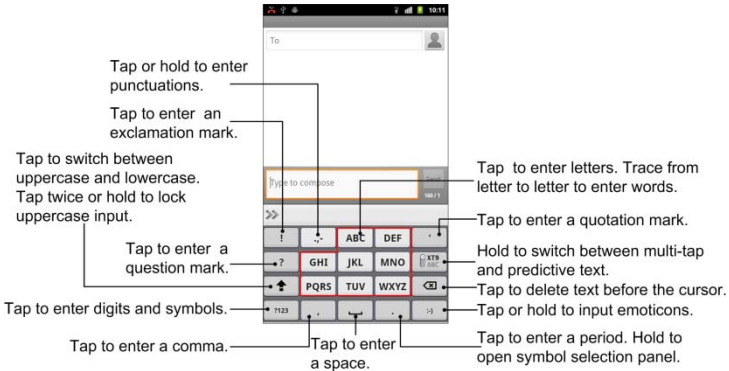 10:11
To
Tap or hold to enter
punctuations.
Tap to enter an
exclamation mark.
Tap to switch between
uppercase and lowercase.
Tap twice or hold to lock
uppercase input.
Tap to enter a
question mark.
Tap to enter digits and symbols.
Tap to enter a comma.
Tap to enter
a space.
Type to compose
Send
160/1
! .,- ABC DEF '
? GHI JKL MNO XT9
ABC
PQRS TUV WXYZ
?123 , . :-)
Tap to enter letters. Trace from
letter to letter to enter words.
Tap to enter a quotation mark.
Hold to switch between multi-tap
and predictive text.
Tap to delete text before the cursor.
Tap or hold to input emoticons.
Tap to enter a period. Hold to
open symbol selection panel.